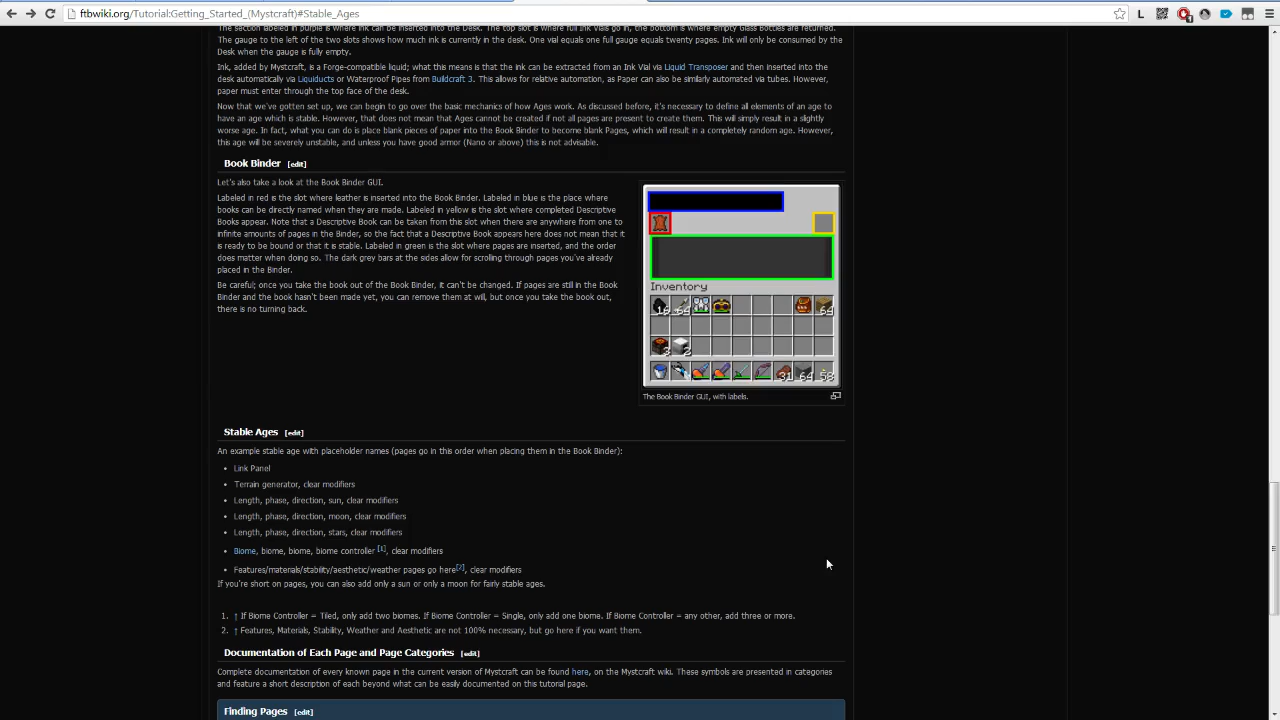 ftbwiki.org/Tutorial:Getting_Started_(Mystcraft)#Stable_Ages
The section labeled in purple is where ink can be inserted into the Desk. The top slot is where full Ink Vials go in, the bottom is where empty Glass Bottles are returned.
The gauge to the left of the two slots shows how much ink is currently in the desk. One vial equals one full gauge equals twenty pages. Ink will only be consumed by the
Desk when the gauge is fully empty.
Ink, added by Mystcraft, is a Forge-compatible liquid; what this means is that the ink can be extracted from an Ink Vial via Liquid Transposer and then inserted into the
desk automatically via Liquiducts or Waterproof Pipes from Buildcraft 3. This allows for relative automation, as Paper can also be similarly automated via tubes. However,
paper must enter through the top face of the desk.
Now that we've gotten set up, we can begin to go over the basic mechanics of how Ages work. As discussed before, it's necessary to define all elements of an age to
have an age which is stable. However, that does not mean that Ages cannot be created if not all pages are present to create them. This will simply result in a slightly
worse age. In fact, what you can do is place blank pieces of paper into the Book Binder to become blank Pages, which will result in a completely random age. However,
this age will be severely unstable, and unless you have good armor (Nano or above) this is not advisable.
Book Binder [edit]
Let's also take a look at the Book Binder GUI.
Labeled in red is the slot where leather is inserted into the Book Binder. Labeled in blue is the place where
books can be directly named when they are made. Labeled in yellow is the slot where completed Descriptive
Books appear. Note that a Descriptive Book can be taken from this slot when there are anywhere from one to
infinite amounts of pages in the Binder, so the fact that a Descriptive Book appears here does not mean that it
is ready to be bound or that it is stable. Labeled in green is the slot where pages are inserted, and the order
does matter when doing so. The dark grey bars at the sides allow for scrolling through pages you've already
placed in the Binder.
Be careful; once you take the book out of the Book Binder, it can't be changed. If pages are still in the Book
Binder and the book hasn't been made yet, you can remove them at will, but once you take the book out,
there is no turning back.
Inventory
16 64 64
3 2
31 64 58
The Book Binder GUI, with labels.
Stable Ages [edit]
An example stable age with placeholder names (pages go in this order when placing them in the Book Binder):
• Link Panel
• Terrain generator, clear modifiers
• Length, phase, direction, sun, clear modifiers
• Length, phase, direction, moon, clear modifiers
• Length, phase, direction, stars, clear modifiers
• Biome, biome, biome, biome controller [1], clear modifiers
• Features/materials/stability/aesthetic/weather pages go here[2], clear modifiers
If you're short on pages, you can also add only a sun or only a moon for fairly stable ages.
1. ↑ If Biome Controller = Tiled, only add two biomes. If Biome Controller = Single, only add one biome. If Biome Controller = any other, add three or more.
2. ↑ Features, Materials, Stability, Weather and Aesthetic are not 100% necessary, but go here if you want them.
Documentation of Each Page and Page Categories [edit]
Complete documentation of every known page in the current version of Mystcraft can be found here, on the Mystcraft wiki. These symbols are presented in categories
and feature a short description of each beyond what can be easily documented on this tutorial page.
Finding Pages [edit]